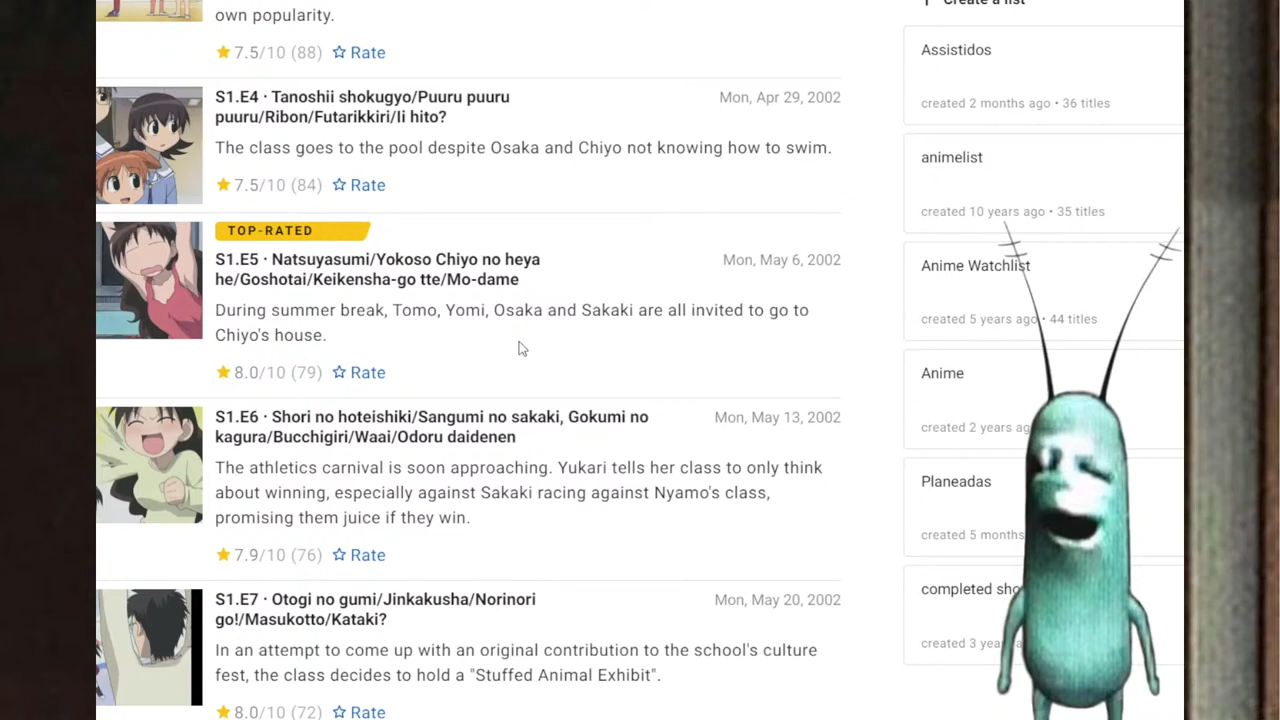 own popularity.
7.5/10 (88) Rate
S1.E4 · Tanoshii shokugyo/Puuru puuru
puuru/Ribon/Futarikkiri/Ii hito?
Mon, Apr 29, 2002
The class goes to the pool despite Osaka and Chiyo not knowing how to swim.
7.5/10 (84) Rate
TOP-RATED
S1.E5 · Natsuyasumi/Yokoso Chiyo no heya
he/Goshotai/Keikensha-go tte/Mo-dame
Mon, May 6, 2002
During summer break, Tomo, Yomi, Osaka and Sakaki are all invited to go to
Chiyo's house.
8.0/10 (79) Rate
S1.E6 · Shori no hoteishiki/Sangumi no sakaki, Gokumi no
kagura/Bucchigiri/Waai/Odoru daidenen
Mon, May 13, 2002
The athletics carnival is soon approaching. Yukari tells her class to only think
about winning, especially against Sakaki racing against Nyamo's class,
promising them juice if they win.
7.9/10 (76) Rate
S1.E7 · Otogi no gumi/Jinkakusha/Norinori
go!/Masukotto/Kataki?
Mon, May 20, 2002
In an attempt to come up with an original contribution to the school's culture
fest, the class decides to hold a "Stuffed Animal Exhibit".
8.0/10 (72) Rate
Create a list
Assistidos
created 2 months ago • 36 titles
animelist
created 10 years ago • 35 titles
Anime Watchlist
created 5 years ago • 44 titles
Anime
created 2 years ag
Planeadas
created 5 months
completed sho
created 3 yea